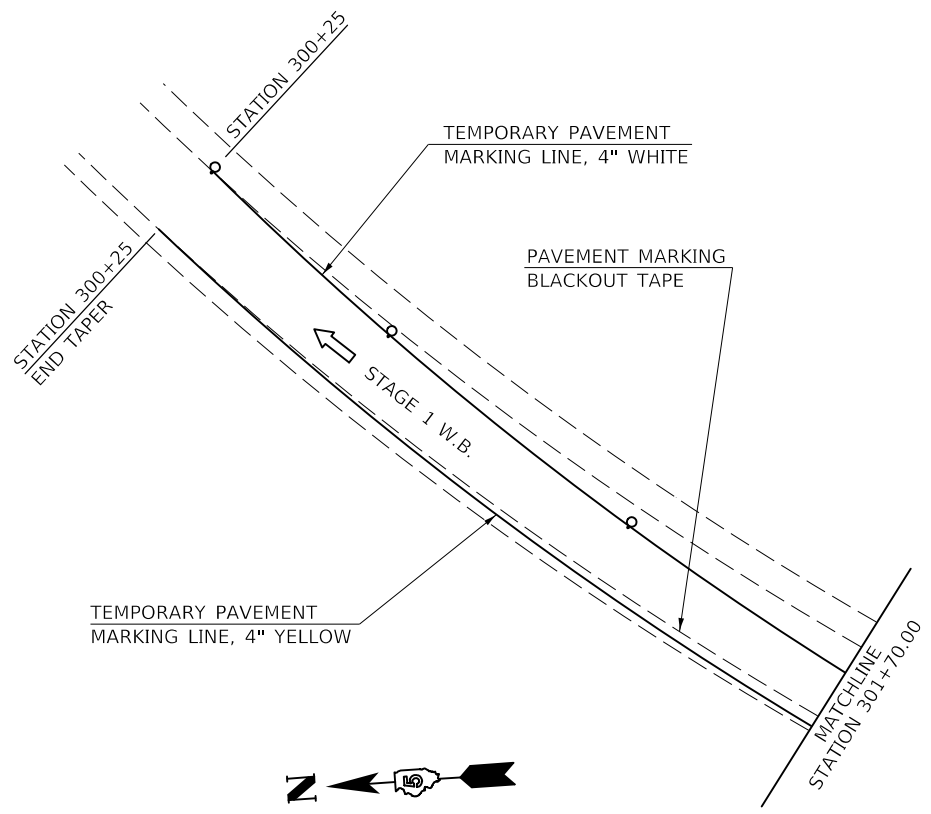 STATION 300+25
TEMPORARY PAVEMENT
MARKING LINE, 4" WHITE
PAVEMENT MARKING
BLACKOUT TAPE
STATION 300+25
END TAPER
STAGE 1 W.B.
TEMPORARY PAVEMENT
MARKING LINE, 4" YELLOW
MATCHLINE
STATION 301+70.00
N
5